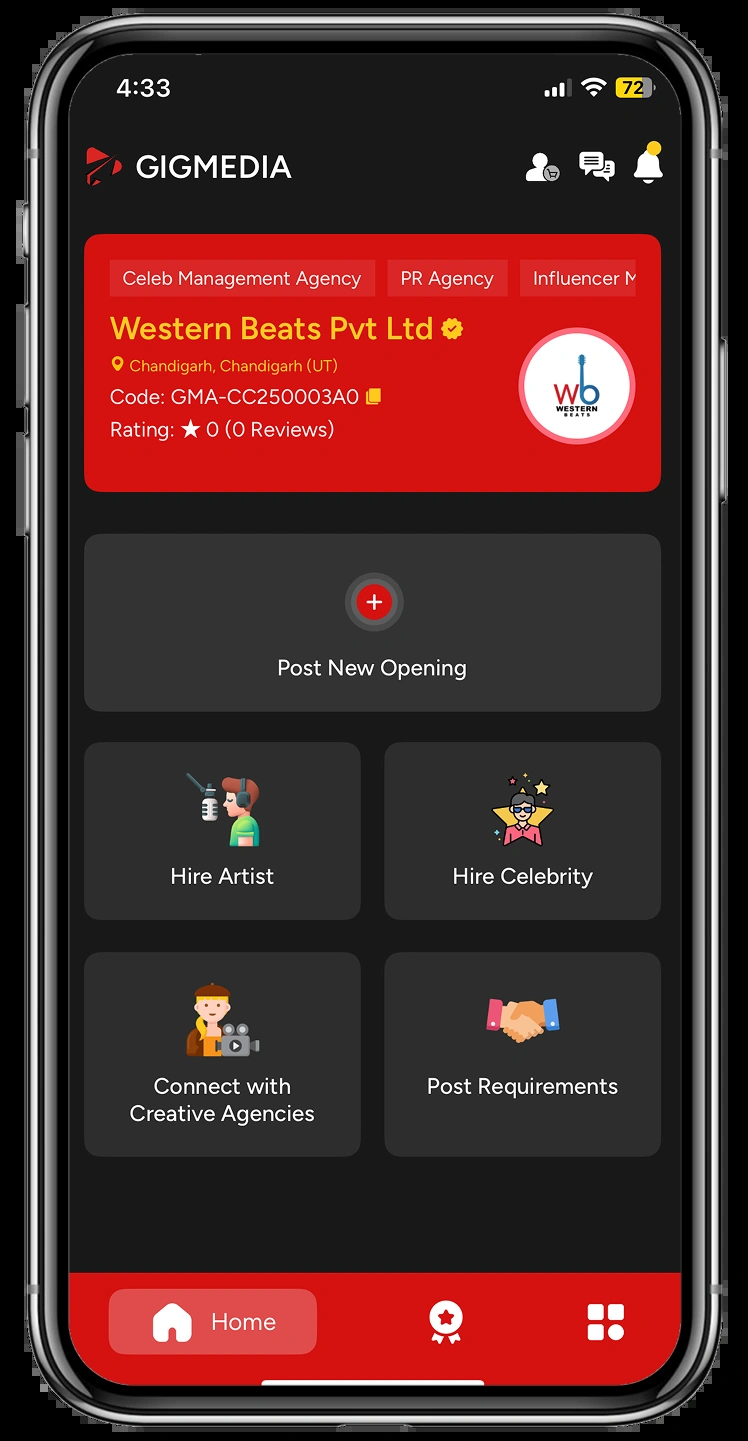 4:33
72
GIGMEDIA
Celeb Management Agency
PR Agency
Influencer
Western Beats Pvt Ltd
Chandigarh, Chandigarh (UT)
Code: GMA-CC250003A0
Rating: ★ 0 (0 Reviews)
wb
WESTERN
BEATS
Post New Opening
Hire Artist
Hire Celebrity
Connect with
Creative Agencies
Post Requirements
Home